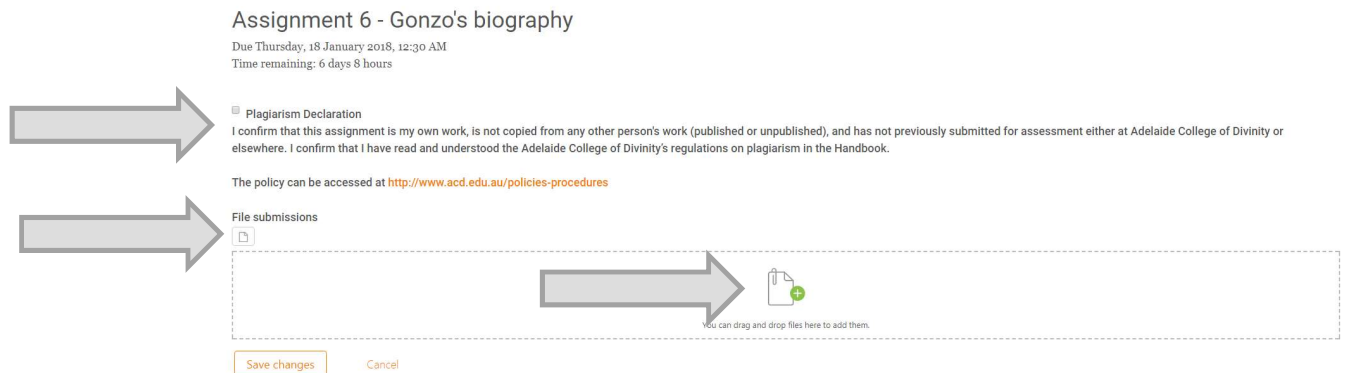 Assignment 6 - Gonzo's biography
Due Thursday, 18 January 2018, 12:30 AM
Time remaining: 6 days 8 hours
Plagiarism Declaration
I confirm that this assignment is my own work, is not copied from any other person's work (published or unpublished), and has not previously submitted for assessment either at Adelaide College of Divinity or
elsewhere. I confirm that I have read and understood the Adelaide College of Divinity's regulations on plagiarism in the Handbook.
The policy can be accessed at http://www.acd.edu.au/policies-procedures
File submissions
You can drag and drop files here to add them.
Save changes Cancel